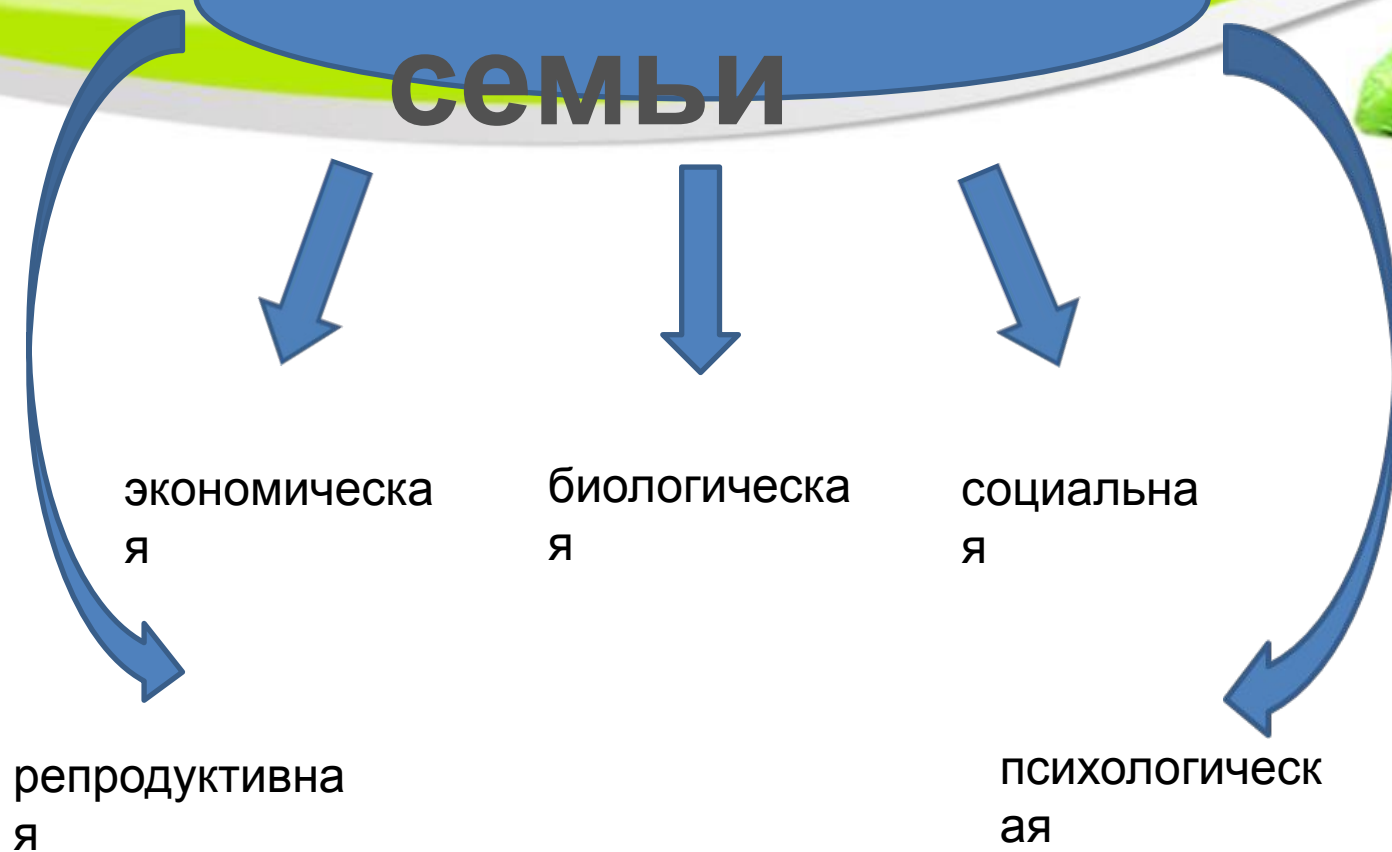 семьи
экономическа
я
биологическа
я
социальна
я
репродуктивна
я
психологическ
ая